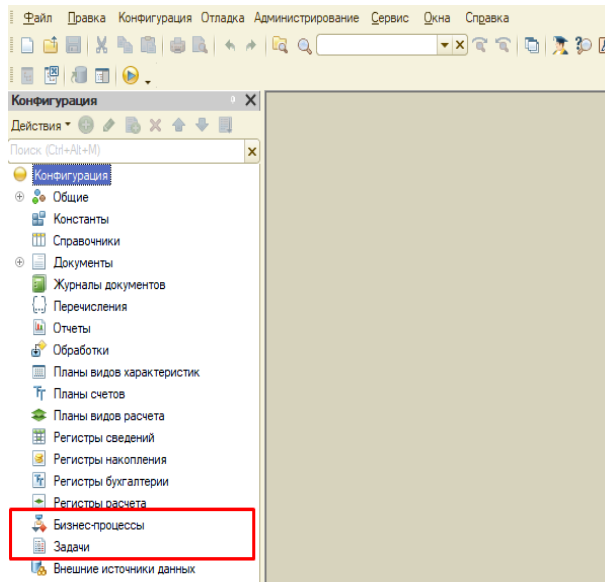 Файл Правка Конфигурация Отладка Администрирование Сервис Окна Справка
Конфигурация
Действия
Поиск (Ctrl+Alt+M)
Конфигурация
Общие
Константы
Справочники
Документы
Журналы документов
Перечисления
Отчеты
Обработки
Планы видов характеристик
Планы счетов
Планы видов расчета
Регистры сведений
Регистры накопления
Регистры бухгалтерии
Регистры расчета
Бизнес-процессы
Задачи
Внешние источники данных